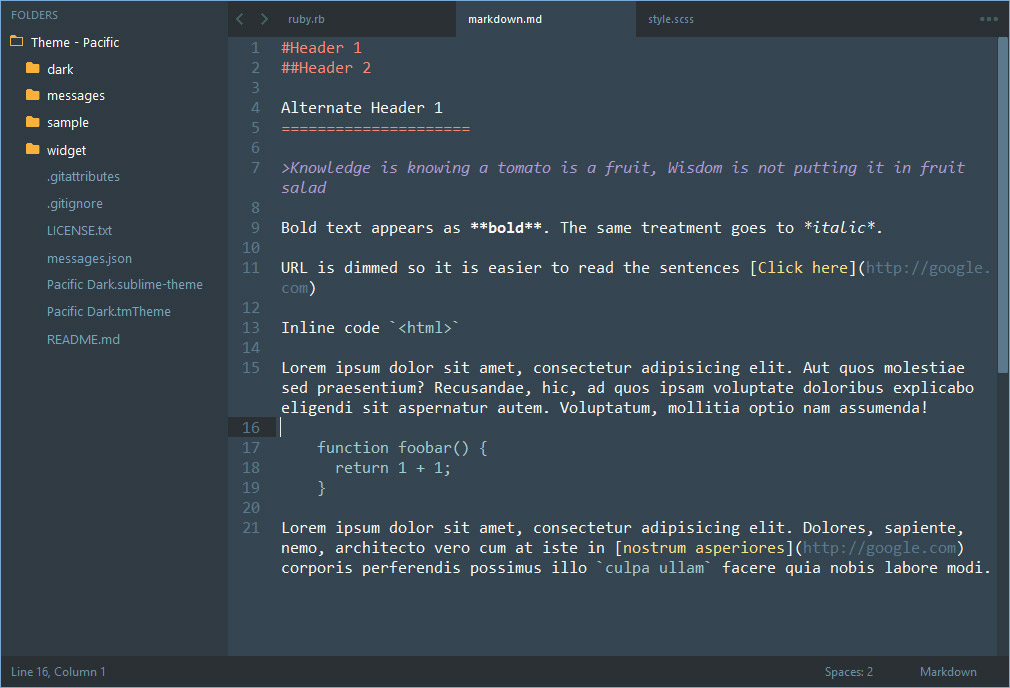 FOLDERS
Theme - Pacific
dark
messages
sample
widget
.gitattributes
.gitignore
LICENSE.txt
messages.json
Pacific Dark.sublime-theme
Pacific Dark.tmTheme
README.md
ruby.rb markdown.md style.scss
1 #Header 1
2 ##Header 2
3
4 Alternate Header 1
5 =====================
6
7 >Knowledge is knowing a tomato is a fruit, Wisdom is not putting it in fruit
salad
8
9 Bold text appears as **bold**. The same treatment goes to *italic*.
10
11 URL is dimmed so it is easier to read the sentences [Click here](http://google.
com)
12
13 Inline code `<html>`
14
15 Lorem ipsum dolor sit amet, consectetur adipisicing elit. Aut quos molestiae
sed praesentium? Recusandae, hic, ad quos ipsam voluptate doloribus explicabo
eligendi sit aspernatur autem. Voluptatum, mollitia optio nam assumenda!
16
17     function foobar() {
18       return 1 + 1;
19     }
20
21 Lorem ipsum dolor sit amet, consectetur adipisicing elit. Dolores, sapiente,
nemo, architecto vero cum at iste in [nostrum asperiores](http://google.com)
corporis perferendis possimus illo `culpa ullam` facere quia nobis labore modi.
Line 16, Column 1 Spaces: 2 Markdown